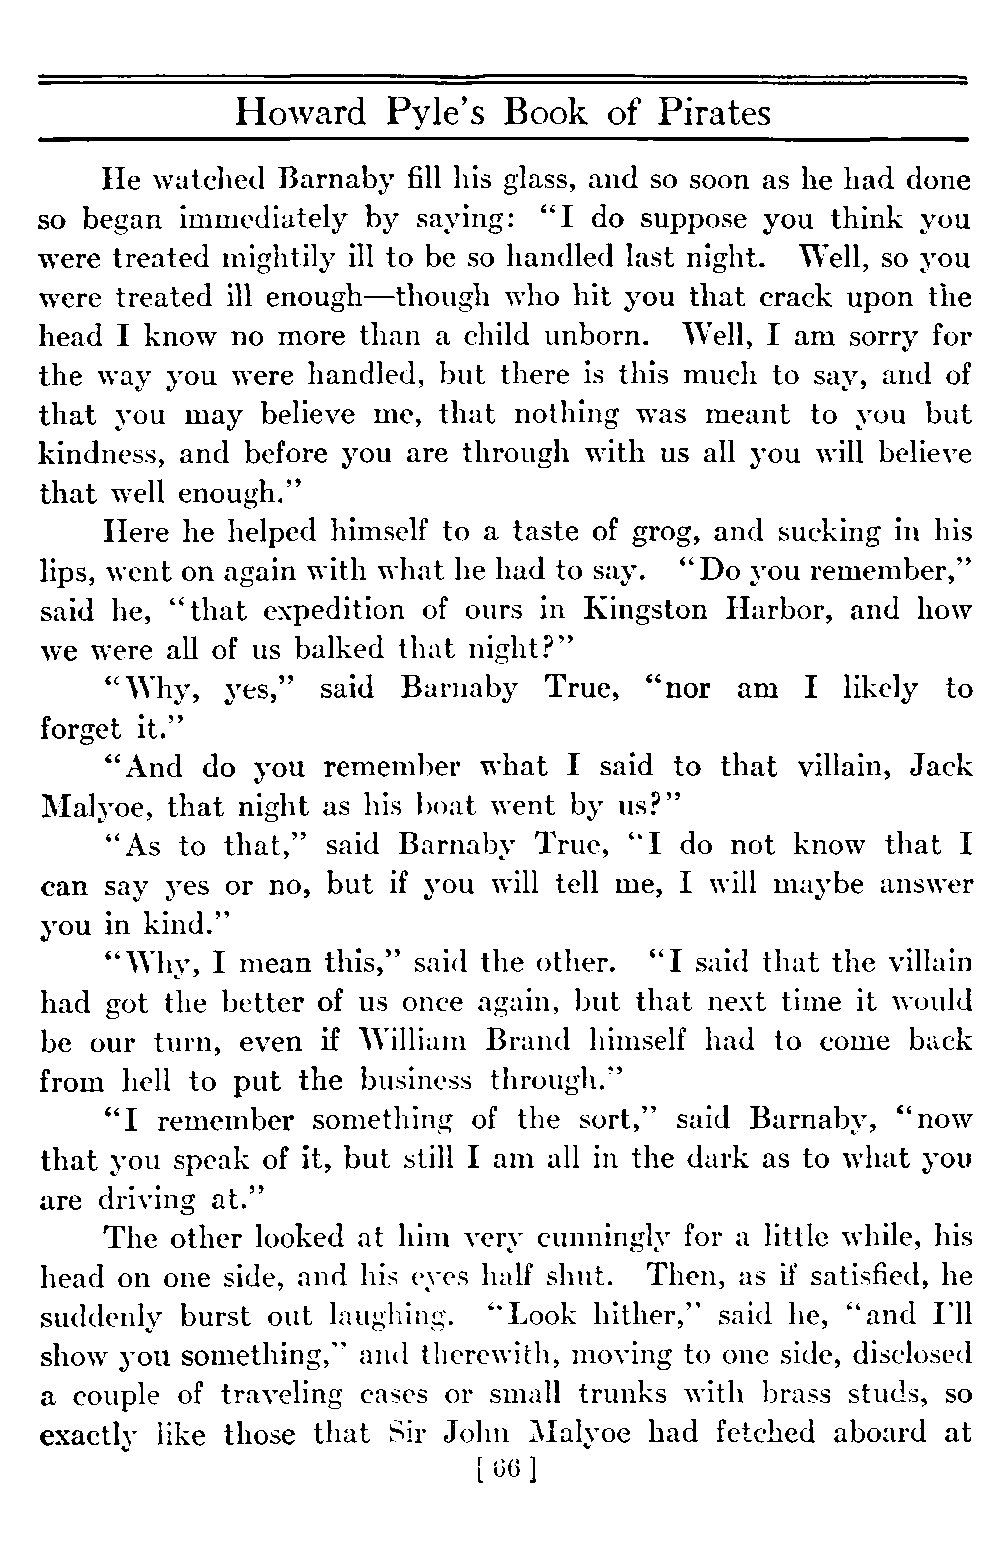 Howard Pyle's Book of Pirates
He watched Barnaby fill his glass, and so soon as he had done
so began immediately by saying: "I do suppose you think you
were treated mightily ill to be so handled last night. Well, so you
were treated ill enough—though who hit you that crack upon the
head I know no more than a child unborn. Well, I am sorry for
the way you were handled, but there is this much to say, and of
that you may believe me, that nothing was meant to you but
kindness, and before you are through with us all you will believe
that well enough."
Here he helped himself to a taste of grog, and sucking in his
lips, went on again with what he had to say. "Do you remember,"
said he, "that expedition of ours in Kingston Harbor, and how
we were all of us balked that night?"
"Why, yes," said Barnaby True, "nor am I likely to
forget it."
"And do you remember what I said to that villain, Jack
Malyoe, that night as his boat went by us?"
"As to that," said Barnaby True, "I do not know that I
can say yes or no, but if you will tell me, I will maybe answer
you in kind."
"Why, I mean this," said the other. "I said that the villain
had got the better of us once again, but that next time it would
be our turn, even if William Brand himself had to come back
from hell to put the business through."
"I remember something of the sort," said Barnaby, "now
that you speak of it, but still I am all in the dark as to what you
are driving at."
The other looked at him very cunningly for a little while, his
head on one side, and his eyes half shut. Then, as if satisfied, he
suddenly burst out laughing. "Look hither," said he, "and I'll
show you something," and therewith, moving to one side, disclosed
a couple of traveling cases or small trunks with brass studs, so
exactly like those that Sir John Malyoe had fetched aboard at
[ 66 ]